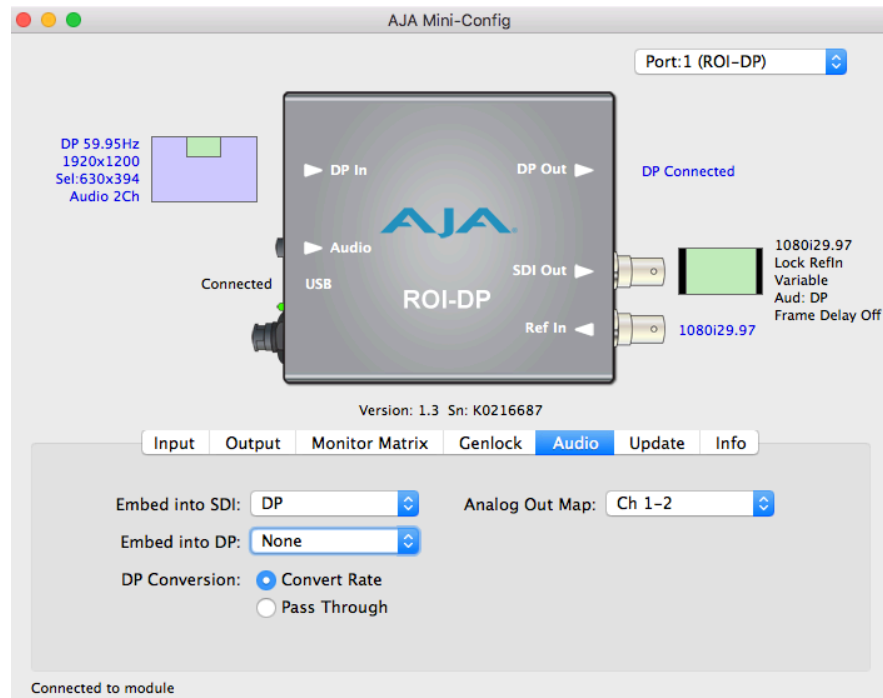 AJA Mini-Config
Port:1 (ROI-DP)
DP 59.95Hz
1920x1200
Sel:630x394
Audio 2Ch
DP In
DP Out
DP Connected
AJA
Audio
Connected
USB
SDI Out
ROI-DP
Ref In
1080i29.97
1080i29.97
Lock RefIn
Variable
Aud: DP
Frame Delay Off
Version: 1.3 Sn: K0216687
Input Output Monitor Matrix Genlock Audio Update Info
Embed into SDI: DP Analog Out Map: Ch 1-2
Embed into DP: None
DP Conversion: Convert Rate
Pass Through
Connected to module